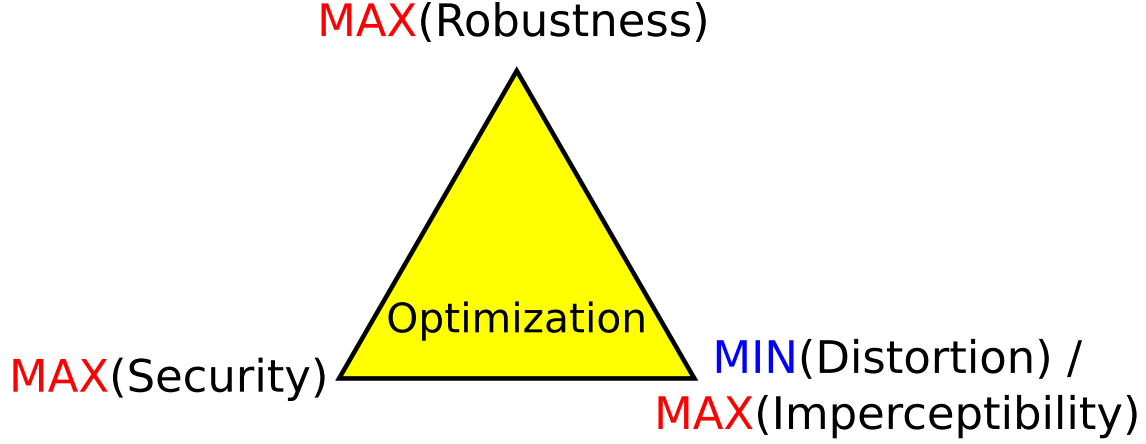 MAX(Robustness)
Optimization
MAX(Security)
MIN(Distortion) /
MAX(Imperceptibility)